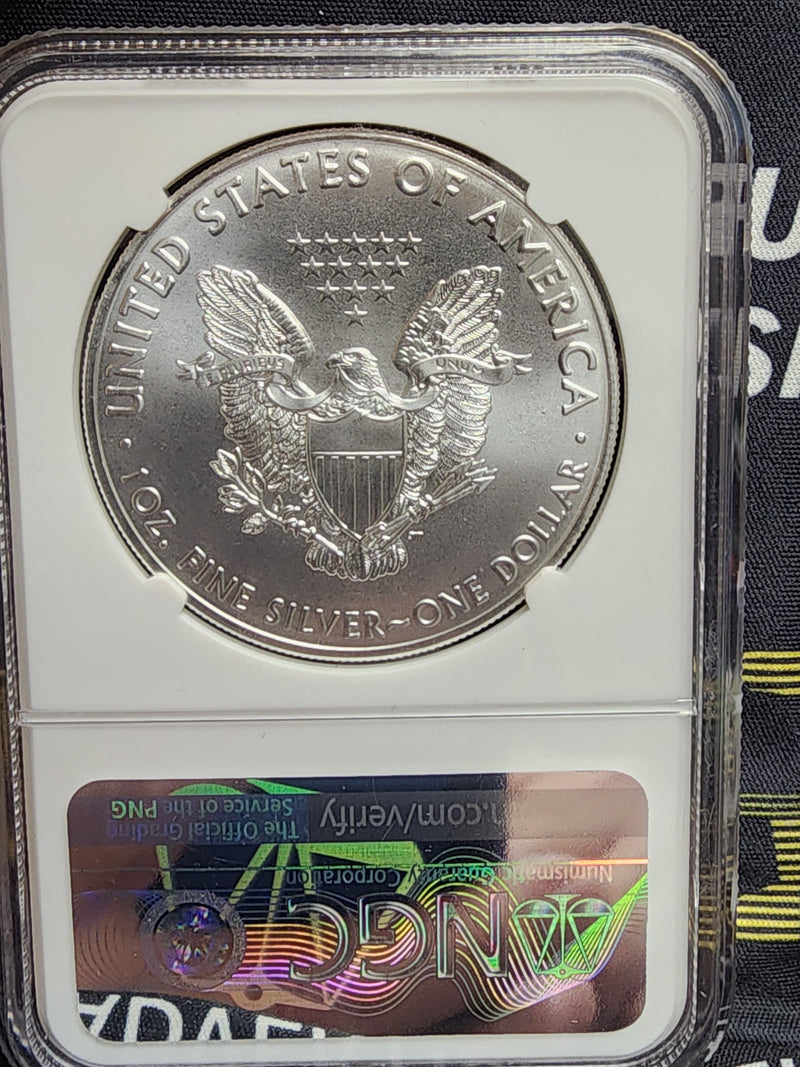 UNITED STATES OF AMERICA
E PLURIBUS UNUM
1 OZ. FINE SILVER~ONE DOLLAR
NGC
Numismatic Guaranty Corporation
.com/verify
The Official Grading
Service of the PNG